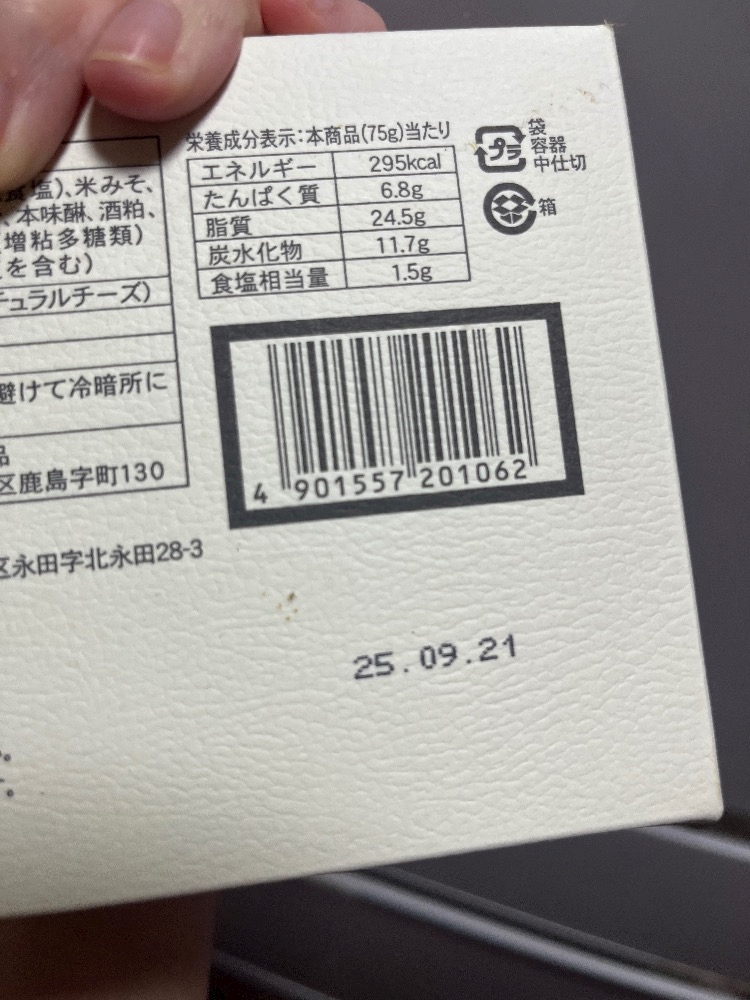 食塩)、米みそ、
、本味醂、酒粕、
増粘多糖類)
を含む)
チュラルチーズ)
避けて冷暗所に
品
区鹿島字町130
区永田字北永田28-3
栄養成分表示:本商品(75g)当たり
エネルギー 295kcal
たんぱく質 6.8g
脂質 24.5g
炭水化物 11.7g
食塩相当量 1.5g
プラ
袋
容器
中仕切
箱
4 901557 201062
25.09.21